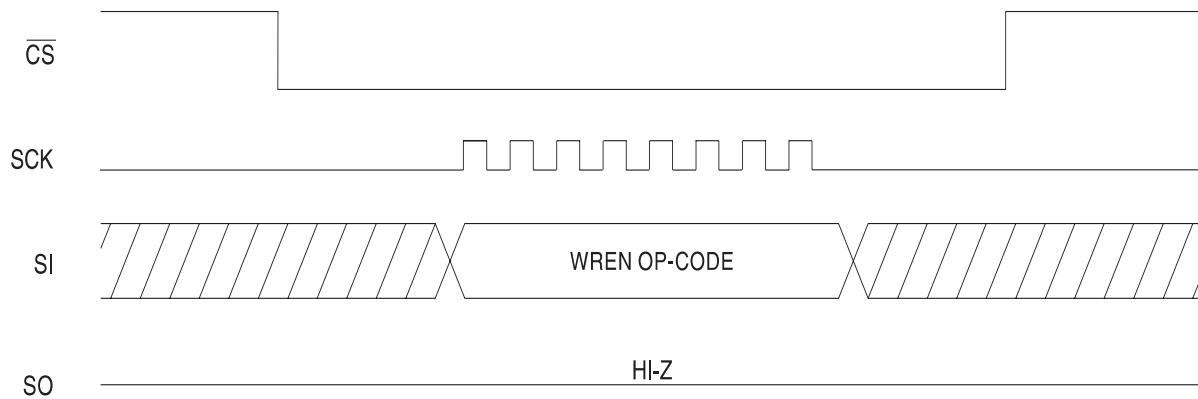 CS
SCK
SI
WREN OP-CODE
HI-Z
SO